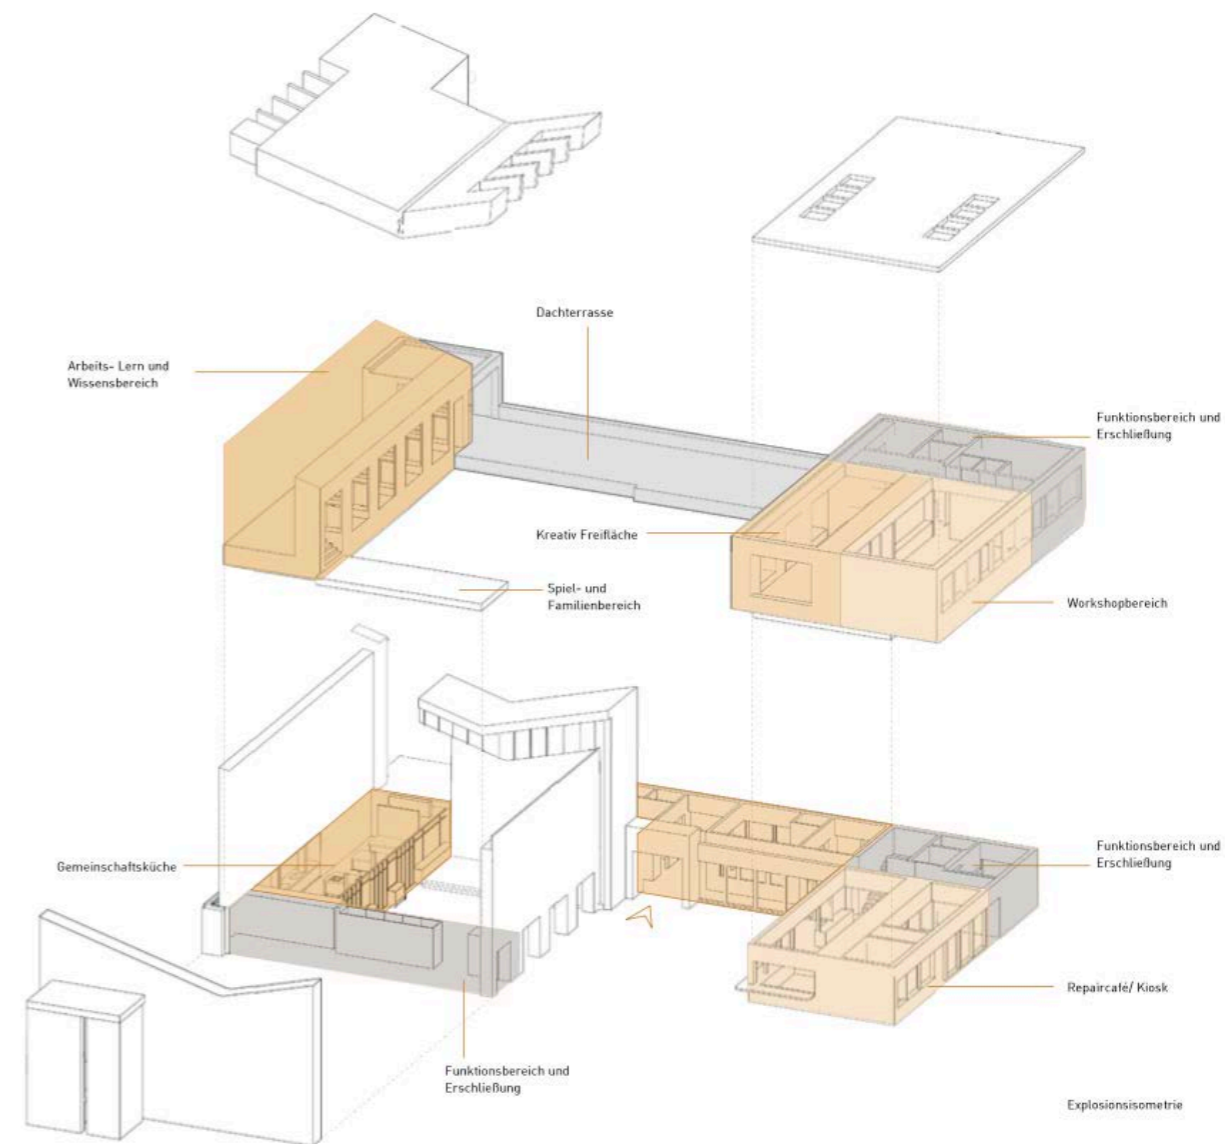 Dachterrasse
Arbeits- Lern und
Wissensbereich
Funktionsbereich und
Erschließung
Kreativ Freifläche
Spiel- und
Familienbereich
Workshopbereich
Gemeinschaftsküche
Funktionsbereich und
Erschließung
Repaircafé/ Kiosk
Funktionsbereich und
Erschließung
Explosionsisometrie